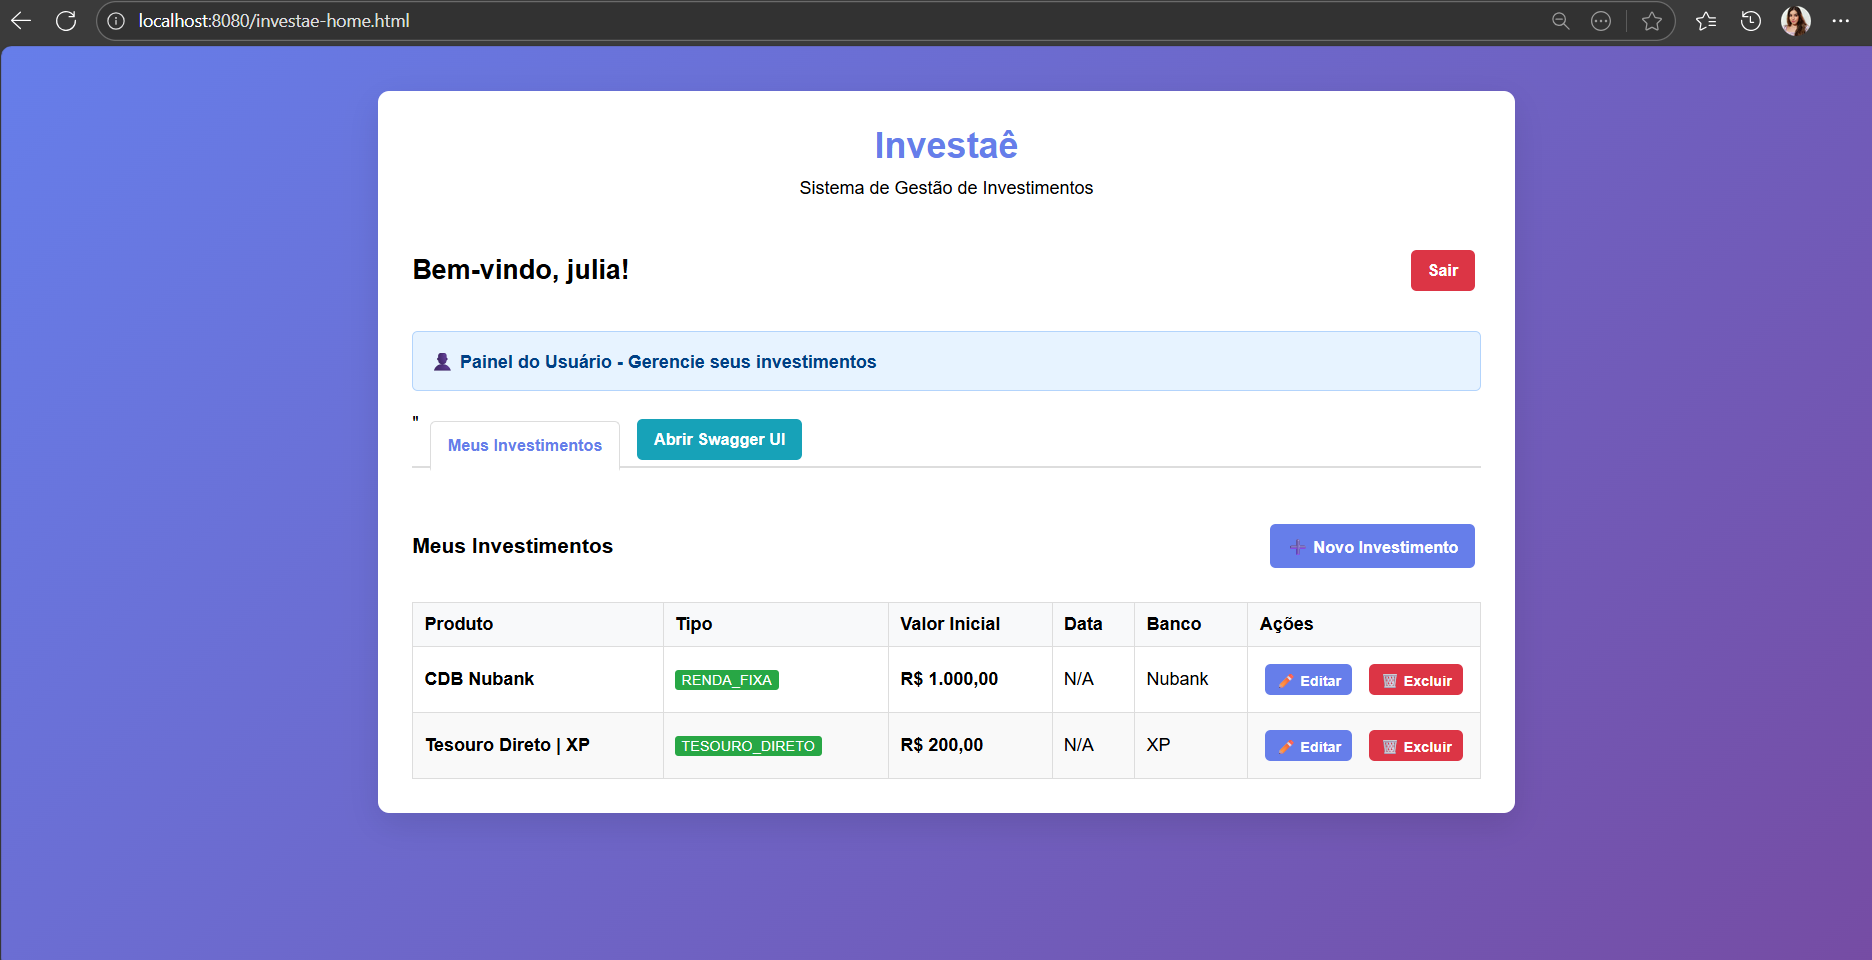 localhost:8080/investae-home.html
Investaê
Sistema de Gestão de Investimentos
Bem-vindo, julia!
Sair
Painel do Usuário - Gerencie seus investimentos
"
Meus Investimentos
Abrir Swagger UI
Meus Investimentos
Novo Investimento
Produto Tipo Valor Inicial Data Banco Ações
CDB Nubank RENDA_FIXA R$ 1.000,00 N/A Nubank Editar Excluir
Tesouro Direto | XP TESOURO_DIRETO R$ 200,00 N/A XP Editar Excluir